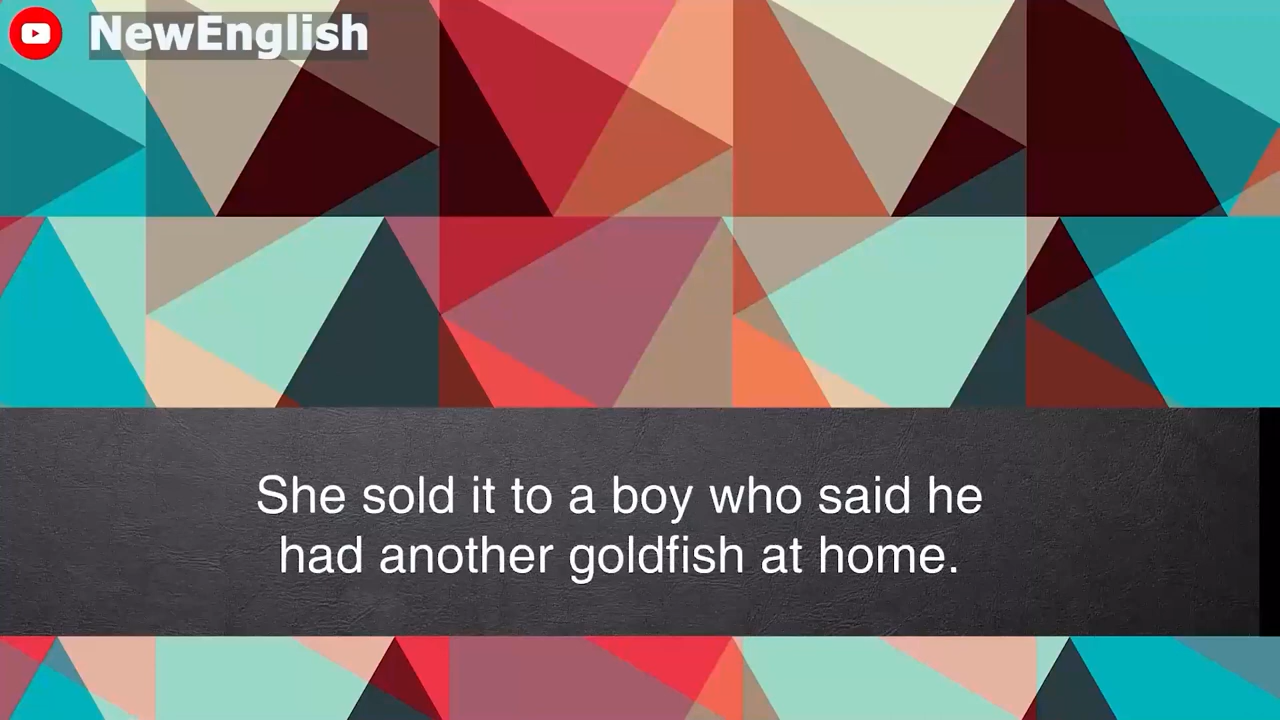 NewEnglish
She sold it to a boy who said he
had another goldfish at home.